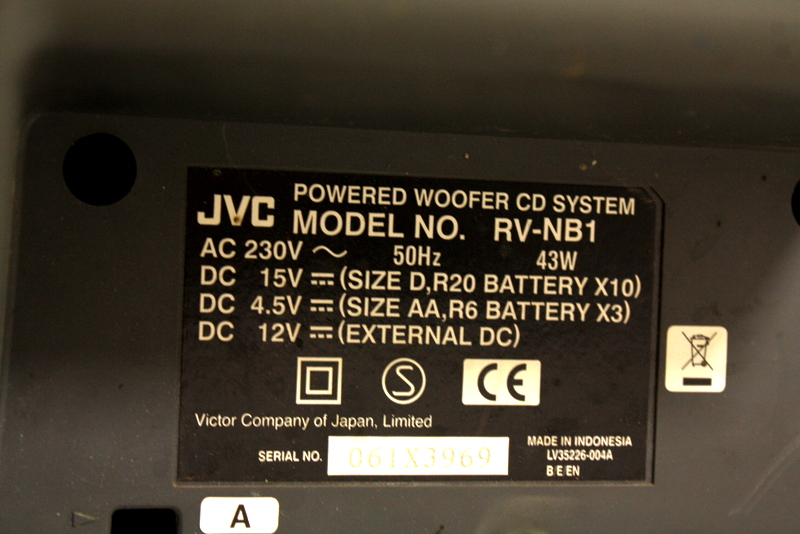 JVC POWERED WOOFER CD SYSTEM
MODEL NO. RV-NB1
AC 230V ~ 50Hz 43W
DC 15V ⎓ (SIZE D,R20 BATTERY X10)
DC 4.5V ⎓ (SIZE AA,R6 BATTERY X3)
DC 12V ⎓ (EXTERNAL DC)
S CE
Victor Company of Japan, Limited
SERIAL NO. 061X3969
MADE IN INDONESIA
LV35226-004A
B E EN
A